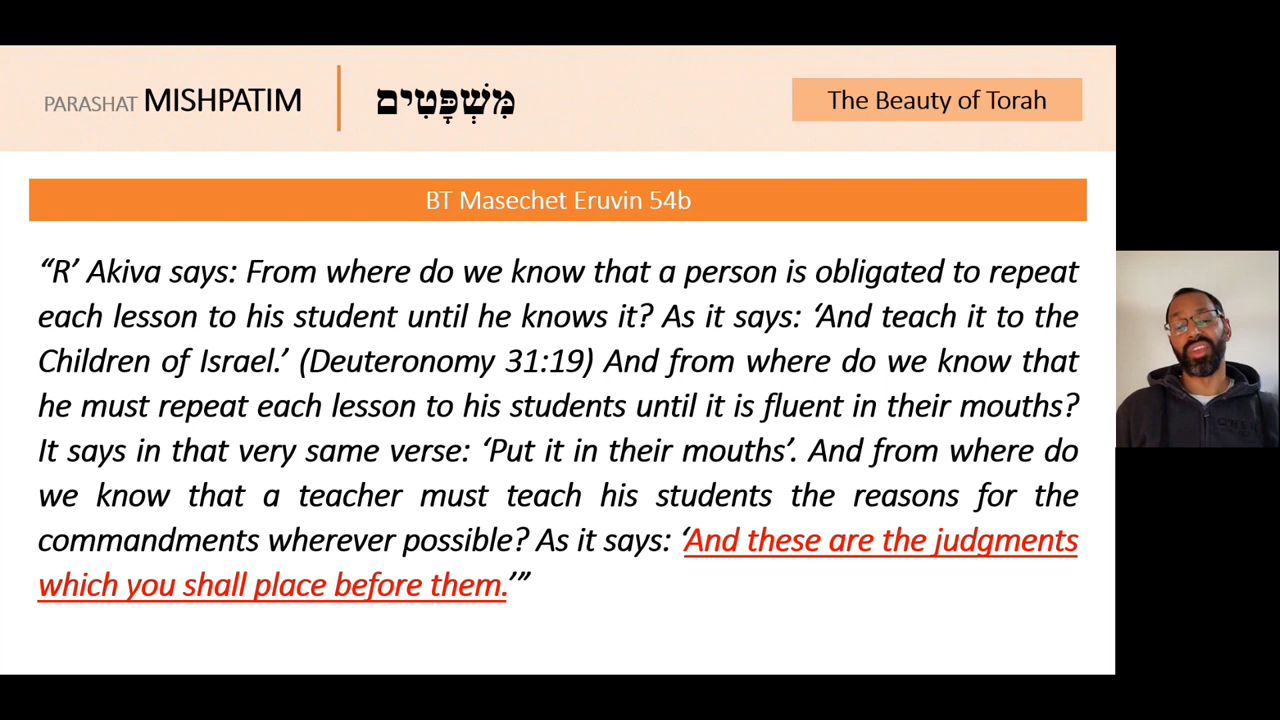 PARASHAT MISHPATIM
מִּשְׁפָּטִים
The Beauty of Torah
BT Masechet Eruvin 54b
“R’ Akiva says: From where do we know that a person is obligated to repeat
each lesson to his student until he knows it? As it says: ‘And teach it to the
Children of Israel.’ (Deuteronomy 31:19) And from where do we know that
he must repeat each lesson to his students until it is fluent in their mouths?
It says in that very same verse: ‘Put it in their mouths’. And from where do
we know that a teacher must teach his students the reasons for the
commandments wherever possible? As it says: ‘And these are the judgments
which you shall place before them.’”